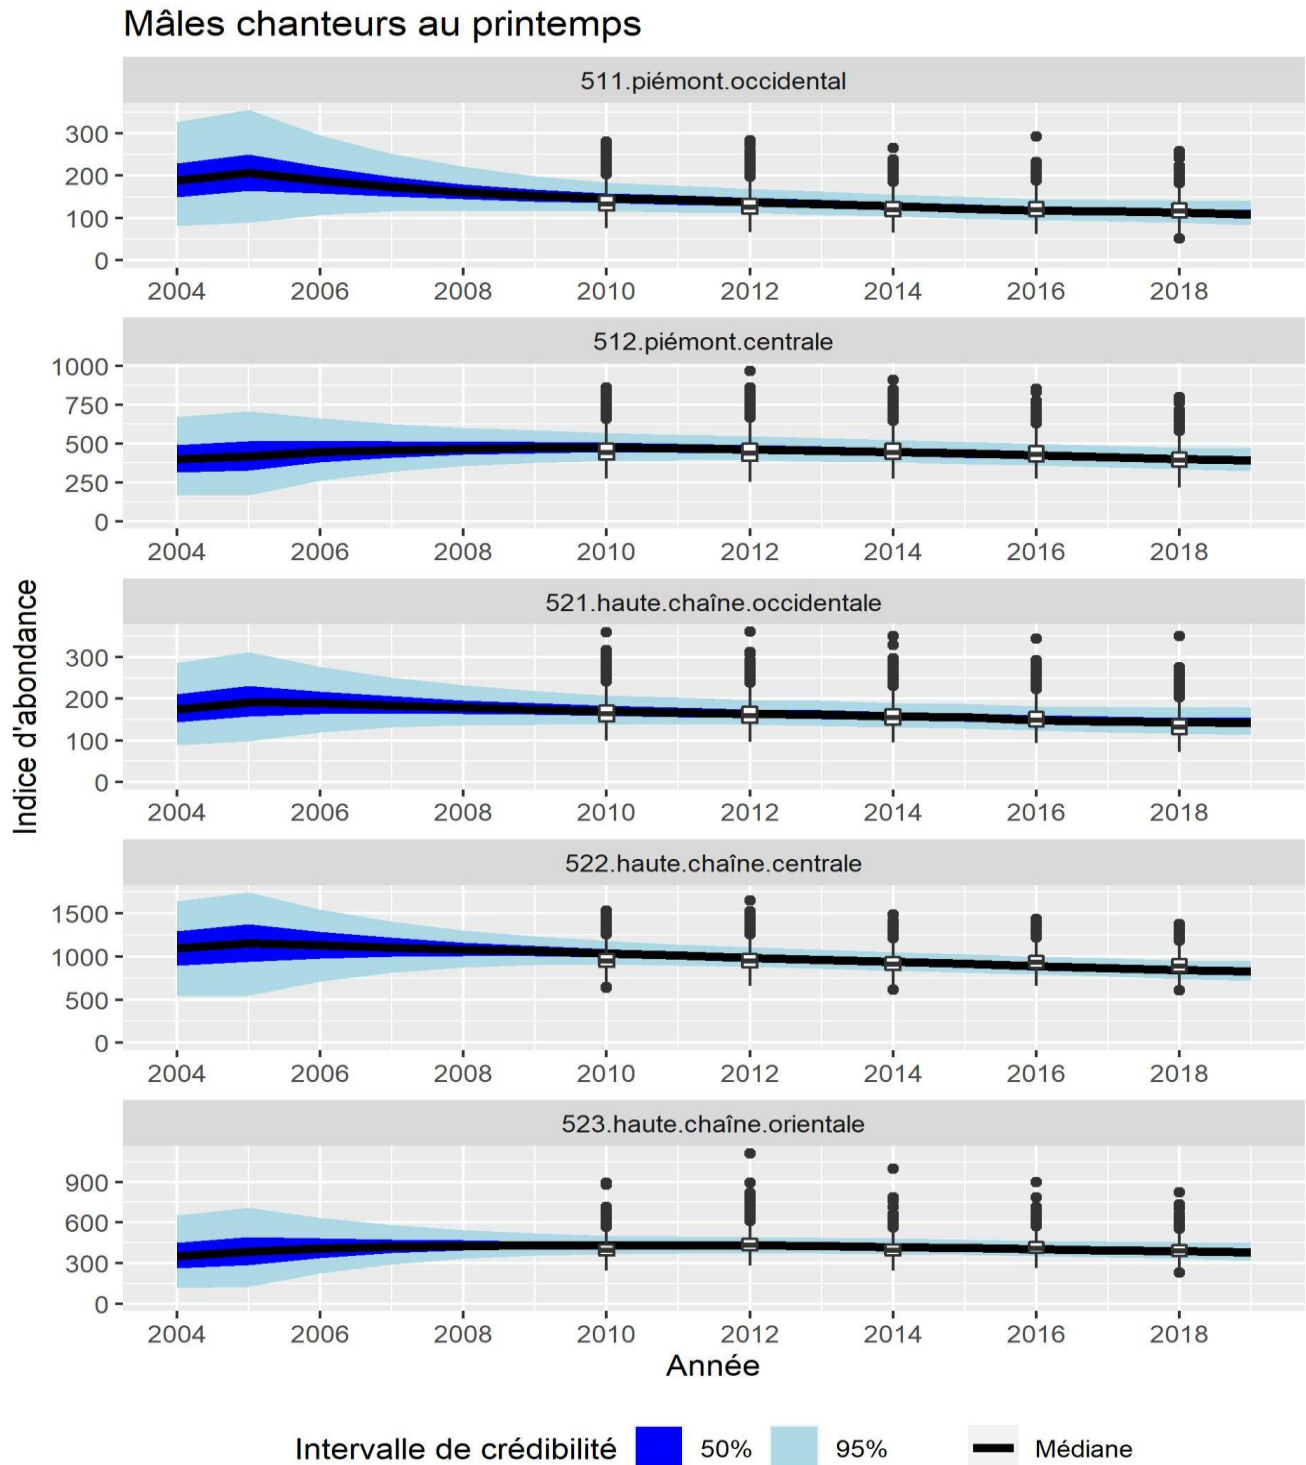 Mâles chanteurs au printemps
511.piémont.occidental
300
200
100
0
2004 2006 2008 2010 2012 2014 2016 2018
512.piémont.centrale
1000
750
500
250
0
2004 2006 2008 2010 2012 2014 2016 2018
521.haute.chaîne.occidentale
300
200
100
0
2004 2006 2008 2010 2012 2014 2016 2018
Indice d'abondance
522.haute.chaîne.centrale
1500
1000
500
0
2004 2006 2008 2010 2012 2014 2016 2018
523.haute.chaîne.orientale
900
600
300
0
2004 2006 2008 2010 2012 2014 2016 2018
Année
Intervalle de crédibilité 50% 95% Médiane